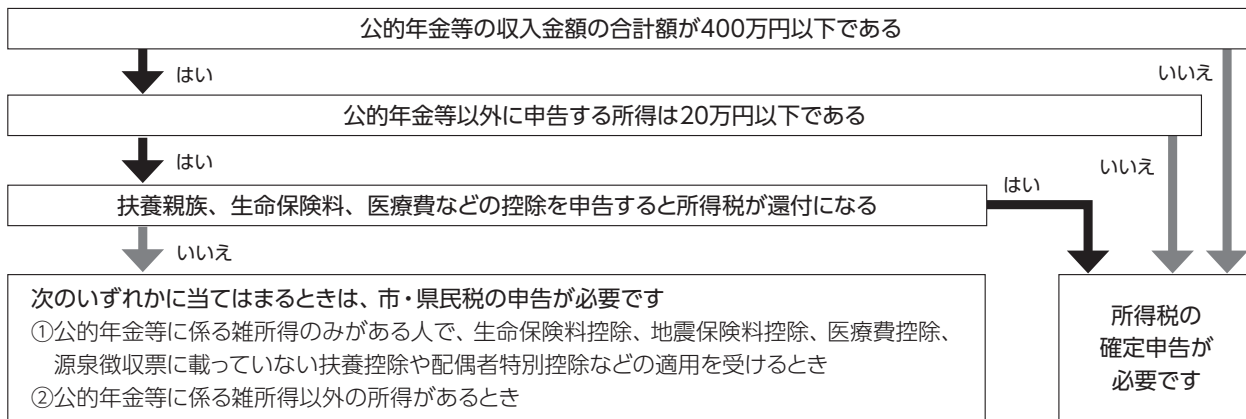 公的年金等の収入金額の合計額が400万円以下である
はい
いいえ
公的年金等以外に申告する所得は20万円以下である
はい
いいえ
扶養親族、生命保険料、医療費などの控除を申告すると所得税が還付になる
はい
いいえ
次のいずれかに当てはまるときは、市・県民税の申告が必要です
①公的年金等に係る雑所得のみがある人で、生命保険料控除、地震保険料控除、医療費控除、
源泉徴収票に載っていない扶養控除や配偶者特別控除などの適用を受けるとき
②公的年金等に係る雑所得以外の所得があるとき
所得税の
確定申告が
必要です